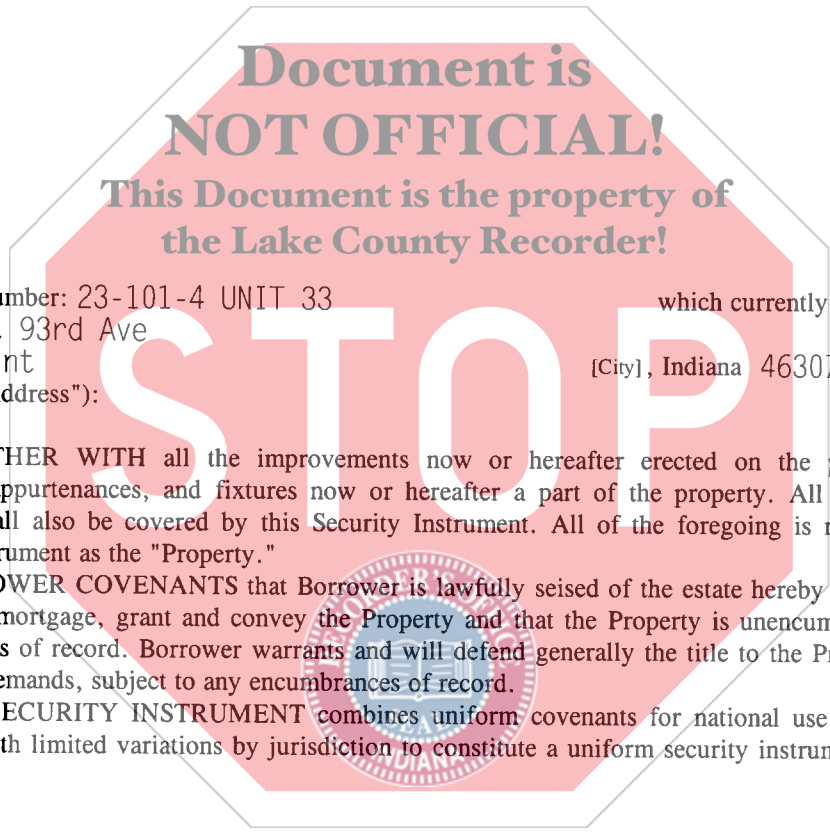 Document is
NOT OFFICIAL!
This Document is the property of
the Lake County Recorder!
umber: 23-101-4 UNIT 33 which currently
93rd Ave
nt [City], Indiana 46307
ddress"):
STOP
THER WITH all the improvements now or hereafter erected on the
ppurtenances, and fixtures now or hereafter a part of the property. All
all also be covered by this Security Instrument. All of the foregoing is r
rument as the "Property."
OWER COVENANTS that Borrower is lawfully seised of the estate hereby
mortgage, grant and convey the Property and that the Property is unencum
s of record. Borrower warrants and will defend generally the title to the Pr
emands, subject to any encumbrances of record.
ECURITY INSTRUMENT combines uniform covenants for national use
th limited variations by jurisdiction to constitute a uniform security instrum
RECORDER'S OFFICE
INDIANA